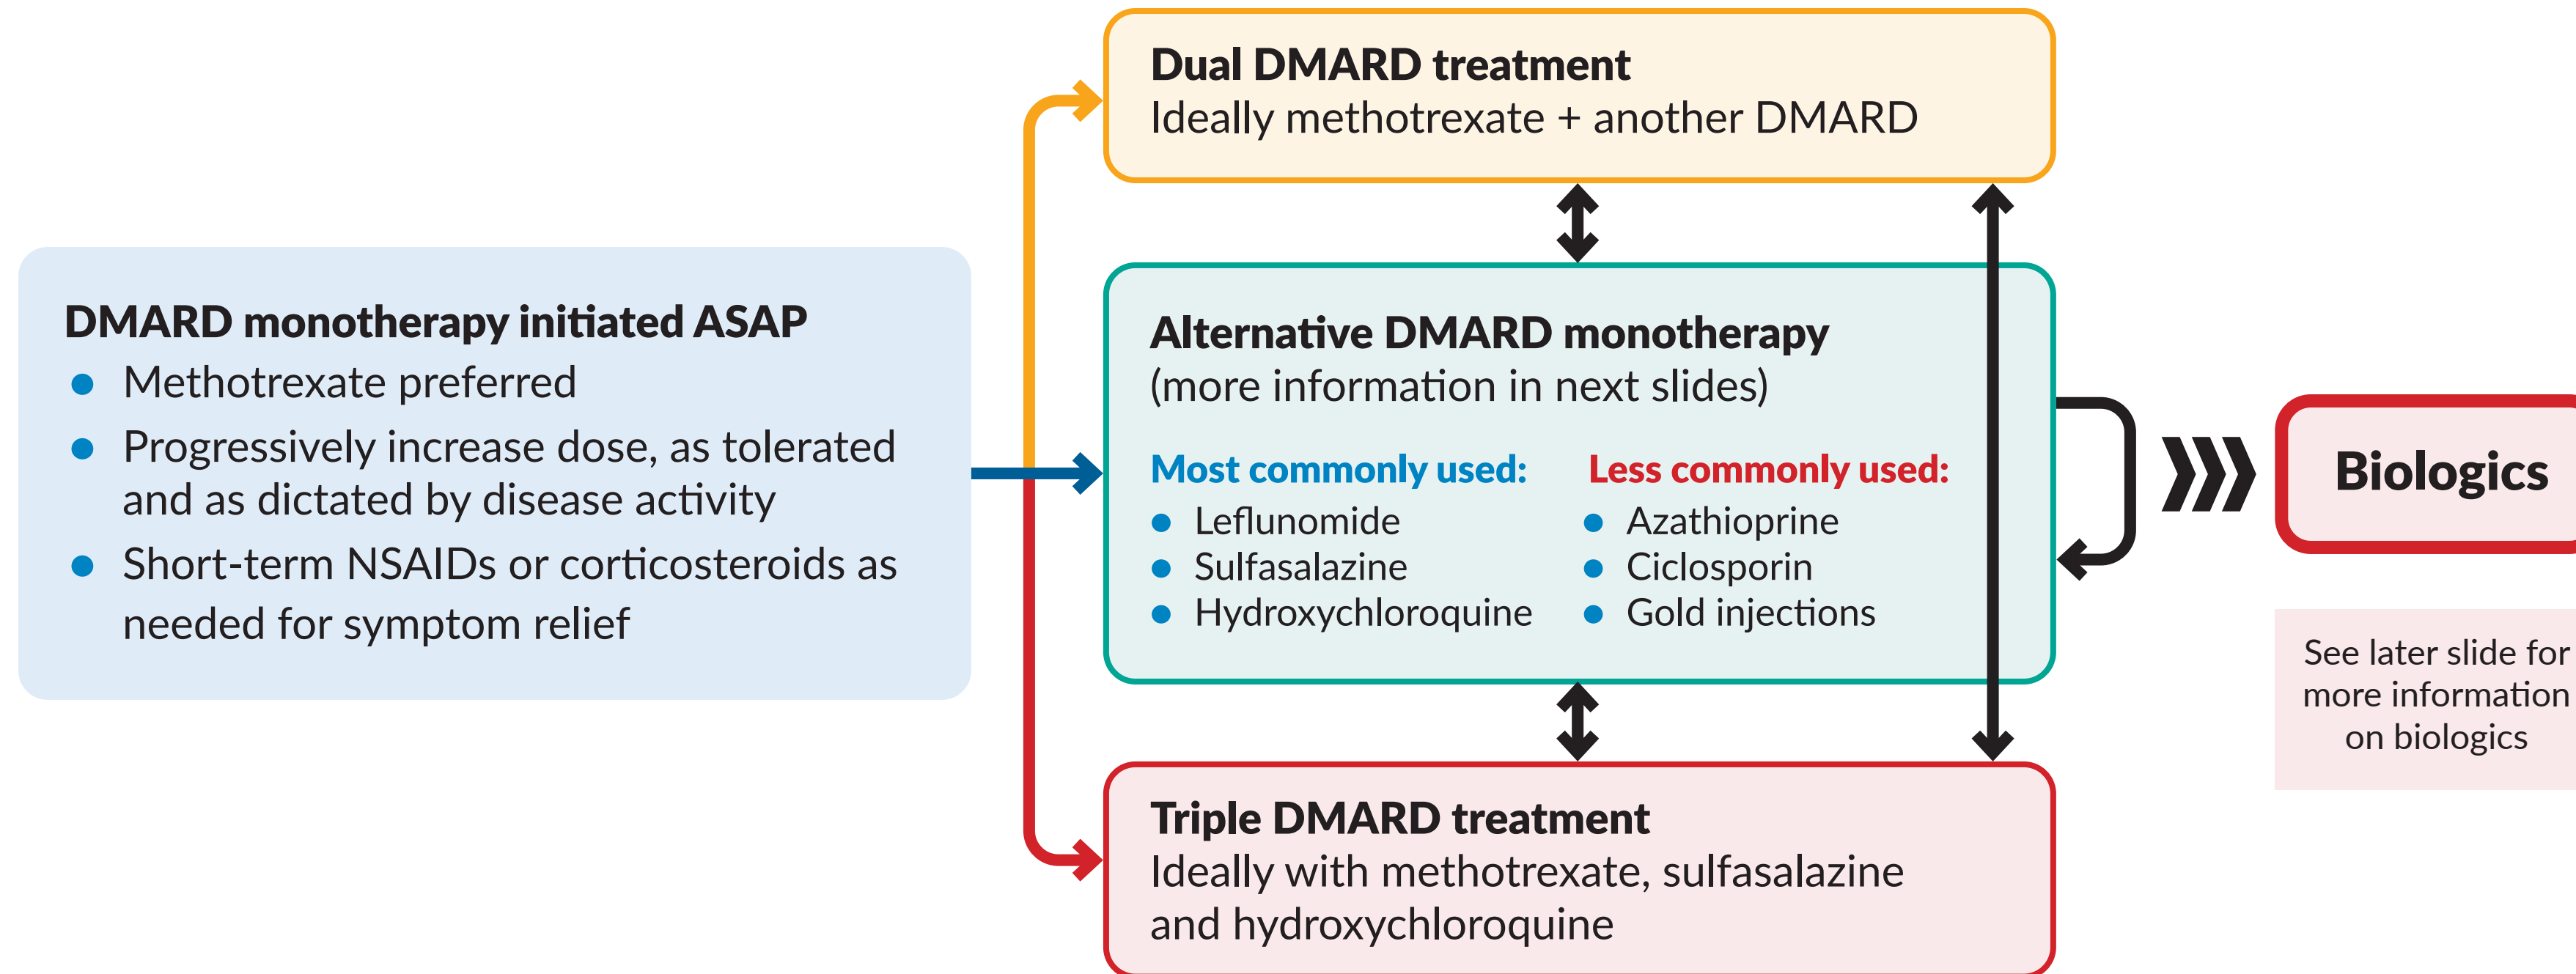 DMARD monotherapy initiated ASAP
● Methotrexate preferred
● Progressively increase dose, as tolerated
and as dictated by disease activity
● Short-term NSAIDs or corticosteroids as
needed for symptom relief
Dual DMARD treatment
Ideally methotrexate + another DMARD
Alternative DMARD monotherapy
(more information in next slides)
Most commonly used:
● Leflunomide
● Sulfasalazine
● Hydroxychloroquine
Less commonly used:
● Azathioprine
● Ciclosporin
● Gold injections
Triple DMARD treatment
Ideally with methotrexate, sulfasalazine
and hydroxychloroquine
Biologics
See later slide for
more information
on biologics